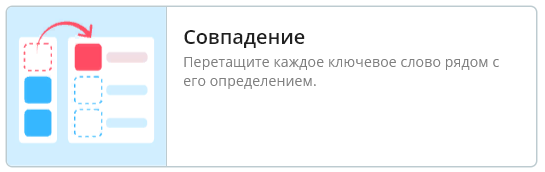 Совпадение
Перетащите каждое ключевое слово рядом с
его определением.